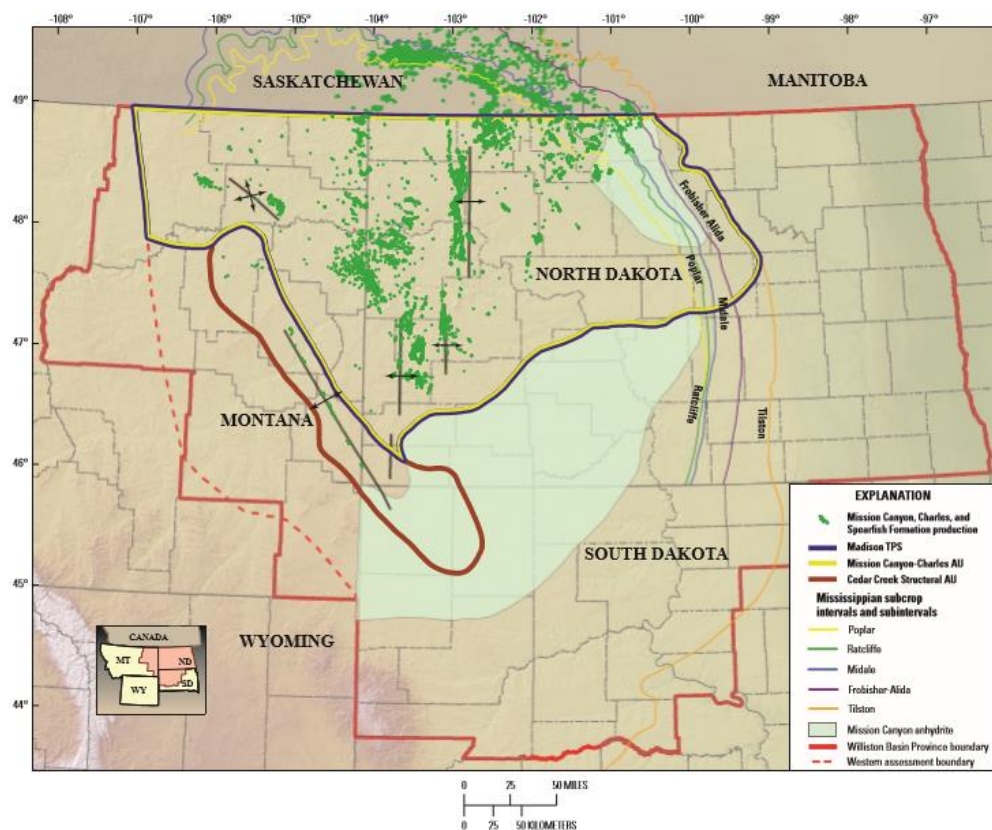 -108 -107 -106 -105 -104 -103 -102 -101 -100 -99 -98 -97
SASKATCHEWAN
MANITOBA
49°
48°
47°
46°
45°
44°
Frobisher Alida
NORTH DAKOTA
Poplar
Midale
Ratcliffe
Tilston
MONTANA
SOUTH DAKOTA
WYOMING
CANADA
MT
ND
SD
WY
EXPLANATION
Mission Canyon, Charles, and
Spearfish Formation production
Madison TPS
Mission Canyon-Charles AU
Cedar Creek Structural AU
Mississippian subcrop
intervals and subintervals
Poplar
Ratcliffe
Midale
Frobisher-Alida
Tilston
Mission Canyon anhydrite
Williston Basin Province boundary
Western assessment boundary
0 25 50 MILES
0 25 50 KILOMETERS